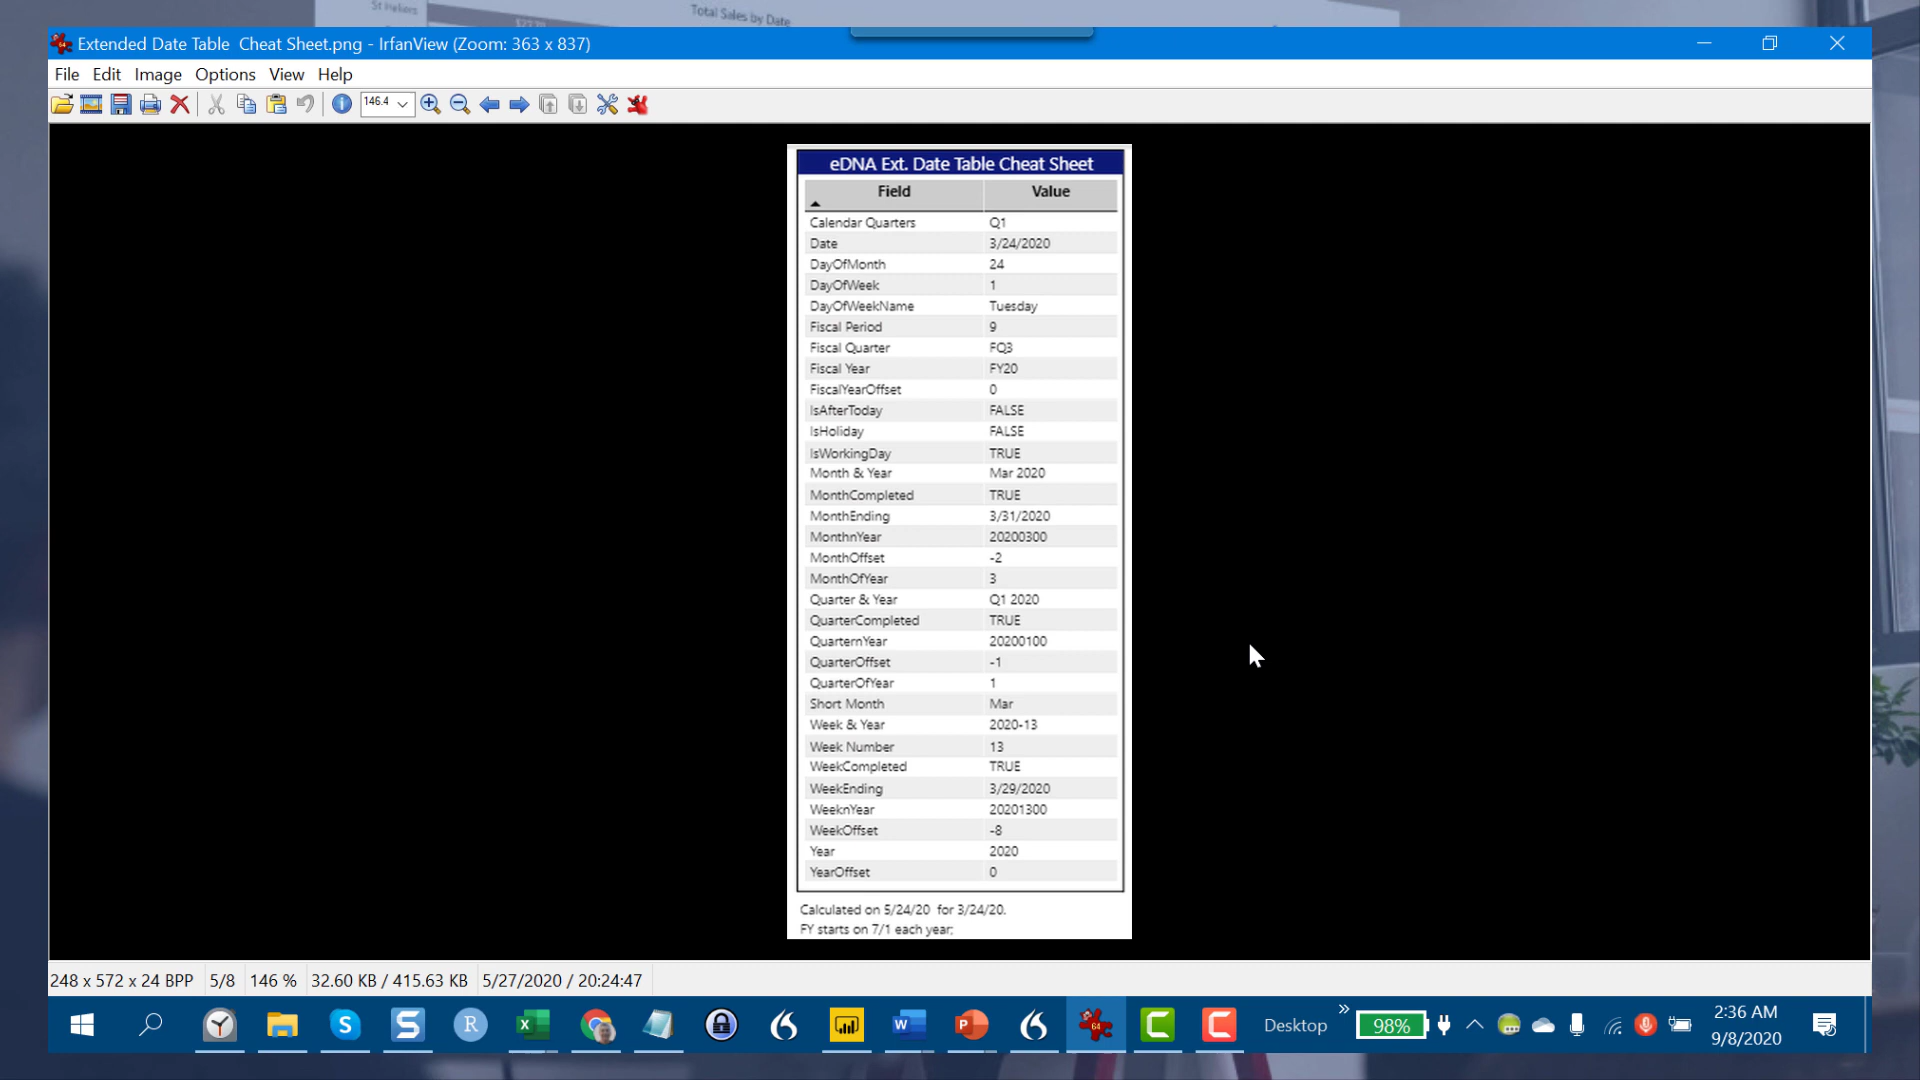 St Heliers
Total Sales by Date
Extended Date Table Cheat Sheet.png - IrfanView (Zoom: 363 x 837)
File Edit Image Options View Help
146.4
eDNA Ext. Date Table Cheat Sheet
Field Value
Calendar Quarters Q1
Date 3/24/2020
DayOfMonth 24
DayOfWeek 1
DayOfWeekName Tuesday
Fiscal Period 9
Fiscal Quarter FQ3
Fiscal Year FY20
FiscalYearOffset 0
IsAfterToday FALSE
IsHoliday FALSE
IsWorkingDay TRUE
Month & Year Mar 2020
MonthCompleted TRUE
MonthEnding 3/31/2020
MonthnYear 20200300
MonthOffset -2
MonthOfYear 3
Quarter & Year Q1 2020
QuarterCompleted TRUE
QuarternYear 20200100
QuarterOffset -1
QuarterOfYear 1
Short Month Mar
Week & Year 2020-13
Week Number 13
WeekCompleted TRUE
WeekEnding 3/29/2020
WeeknYear 20201300
WeekOffset -8
Year 2020
YearOffset 0
Calculated on 5/24/20 for 3/24/20.
FY starts on 7/1 each year;
248 x 572 x 24 BPP 5/8 146 % 32.60 KB / 415.63 KB 5/27/2020 / 20:24:47
Desktop 98% 2:36 AM
9/8/2020